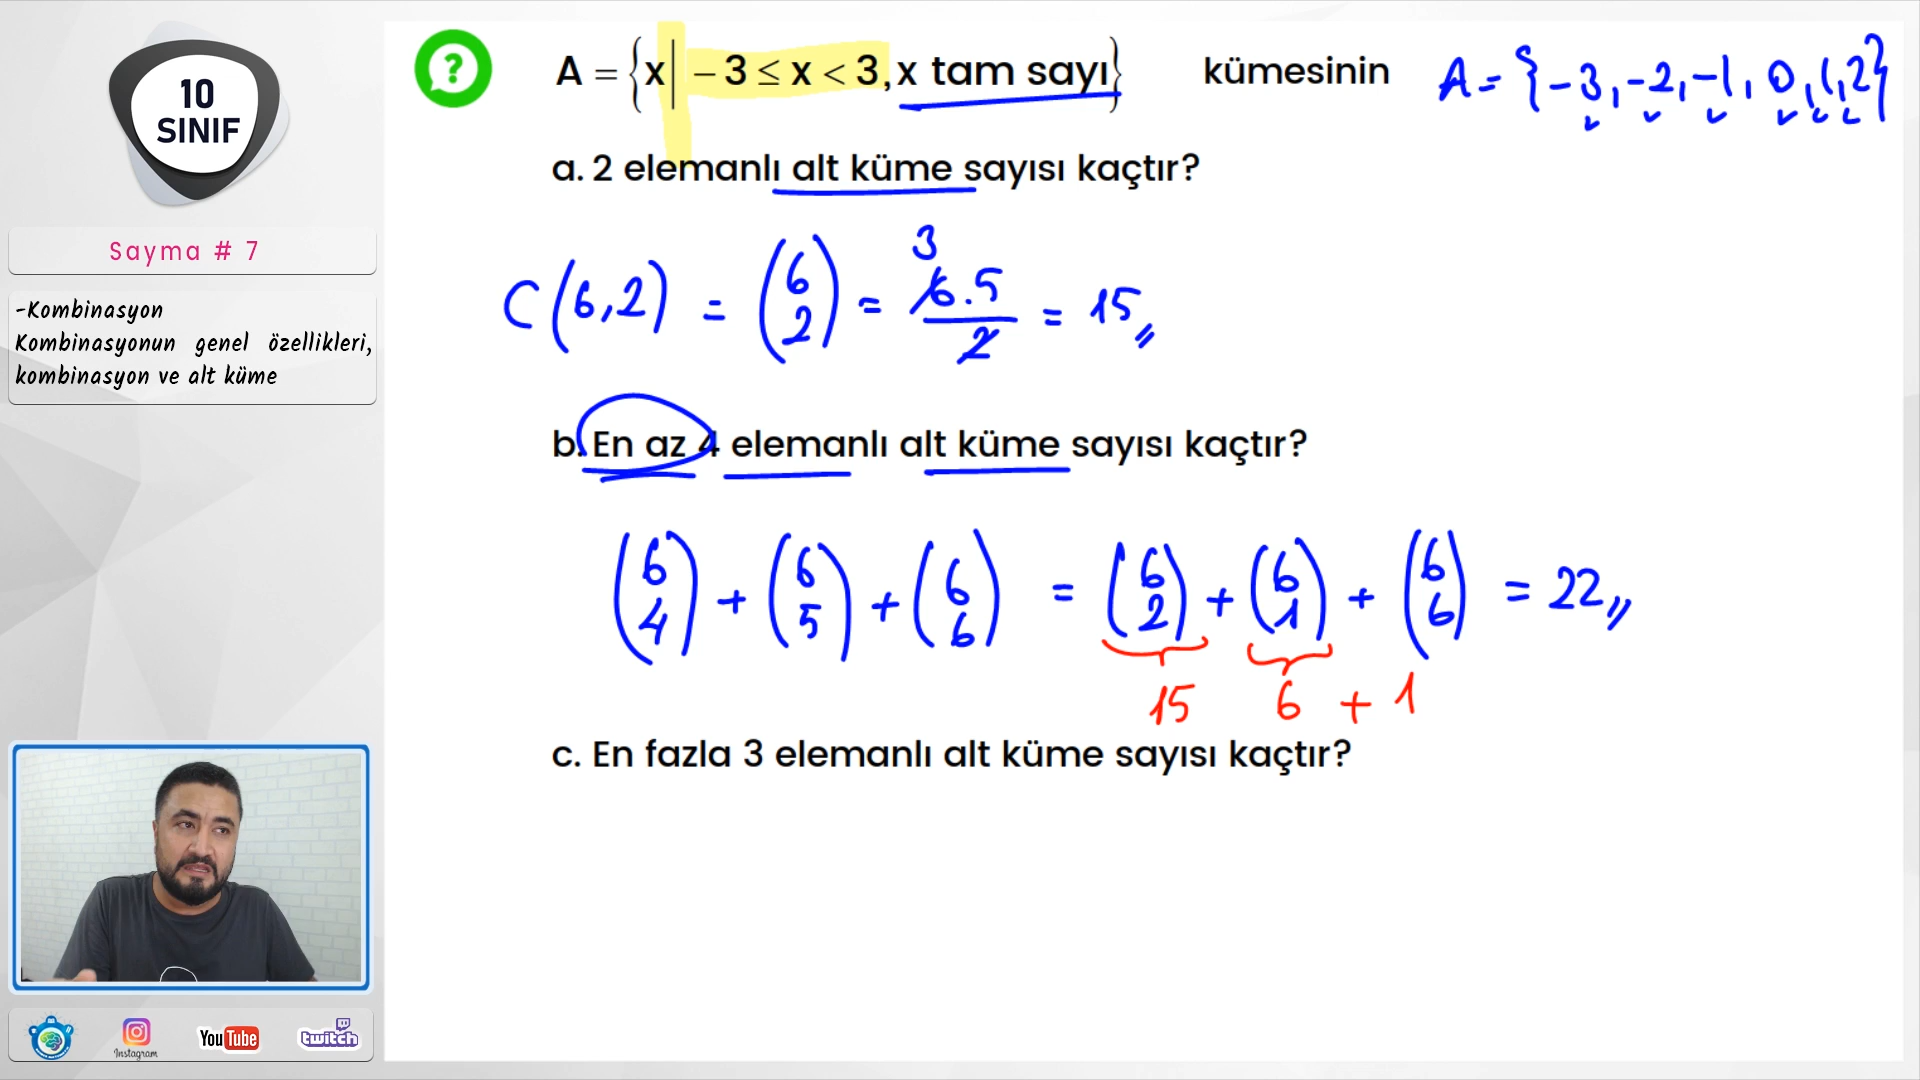 10
SINIF
Sayma # 7
-Kombinasyon
Kombinasyonun genel özellikleri,
kombinasyon ve alt küme
A = {x| -3 ≤ x < 3, x tam sayı} kümesinin A = {-3, -2, -1, 0, 1, 2}
a. 2 elemanlı alt küme sayısı kaçtır?
C(6,2) = (6 2) = 3 6.5/2 = 15,,
b. En az 4 elemanlı alt küme sayısı kaçtır?
(6 4) + (6 5) + (6 6) = (6 2) + (6 1) + (6 6) = 22,,
15 6 + 1
c. En fazla 3 elemanlı alt küme sayısı kaçtır?
Instagram
YouTube
twitch